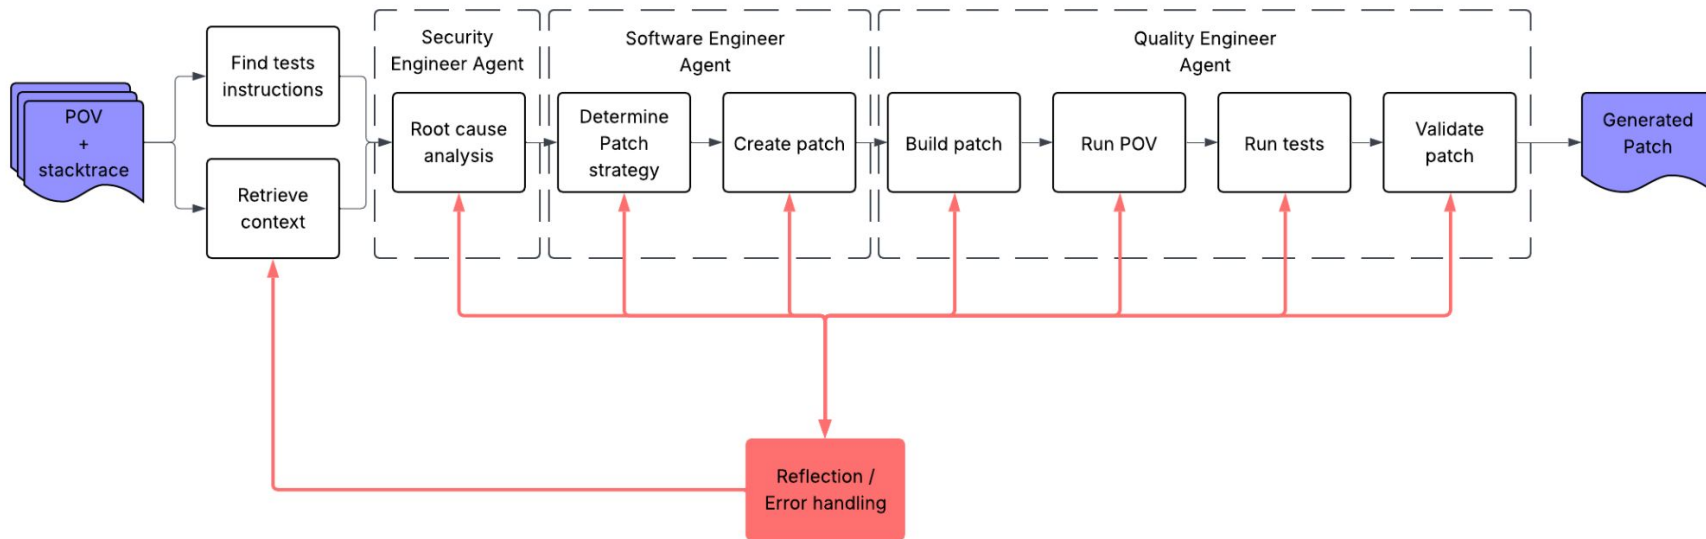 POV
+
stacktrace
Find tests
instructions
Retrieve
context
Security
Engineer Agent
Root cause
analysis
Software Engineer
Agent
Determine
Patch
strategy
Create patch
Quality Engineer
Agent
Build patch
Run POV
Run tests
Validate
patch
Generated
Patch
Reflection /
Error handling